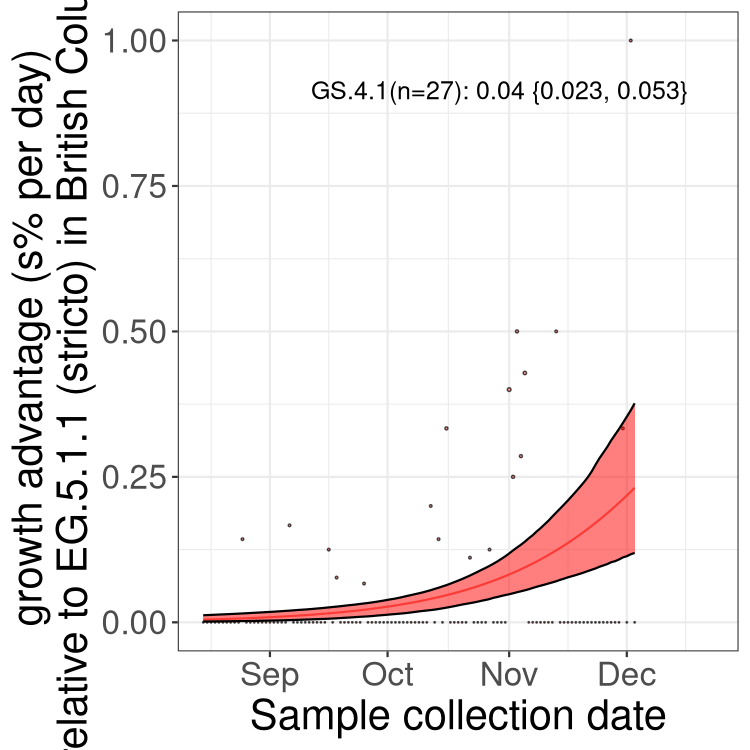 growth advantage (s% per day)
relative to EG.5.1.1 (stricto) in British
1.00
0.75
0.50
0.25
0.00
GS.4.1(n=27): 0.04 {0.023, 0.053}
Sep Oct Nov Dec
Sample collection date